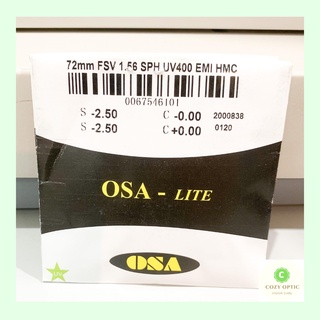 72mm FSV 1.56 SPH UV400 EMI HMC
0067546101
S -2.50 C -0.00 2000838
S -2.50 C +0.00 0120
OSA - LITE
OSA
C
COZY OPTIC